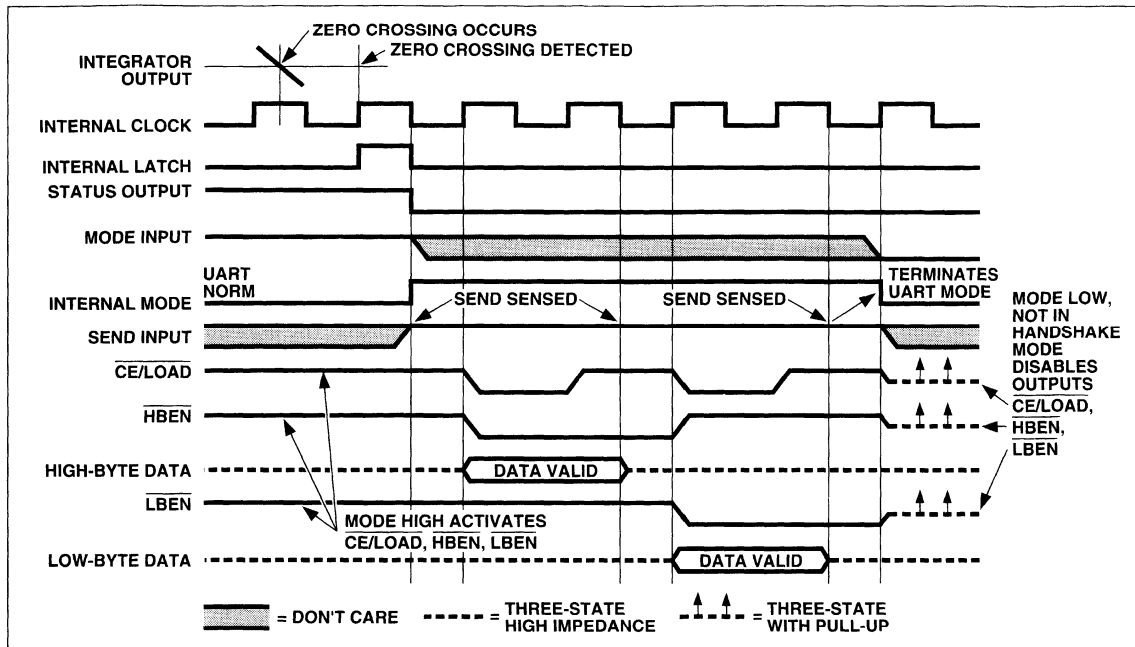 ZERO CROSSING OCCURS
ZERO CROSSING DETECTED
INTEGRATOR
OUTPUT
INTERNAL CLOCK
INTERNAL LATCH
STATUS OUTPUT
MODE INPUT
UART
NORM
TERMINATES
UART MODE
INTERNAL MODE
SEND SENSED
SEND SENSED
SEND INPUT
MODE LOW,
NOT IN
HANDSHAKE
MODE
DISABLES
OUTPUTS
CE/LOAD,
HBEN,
LBEN
CE/LOAD
HBEN
HIGH-BYTE DATA
DATA VALID
LBEN
MODE HIGH ACTIVATES
CE/LOAD, HBEN, LBEN
LOW-BYTE DATA
DATA VALID
= DON'T CARE
= THREE-STATE
HIGH IMPEDANCE
= THREE-STATE
WITH PULL-UP